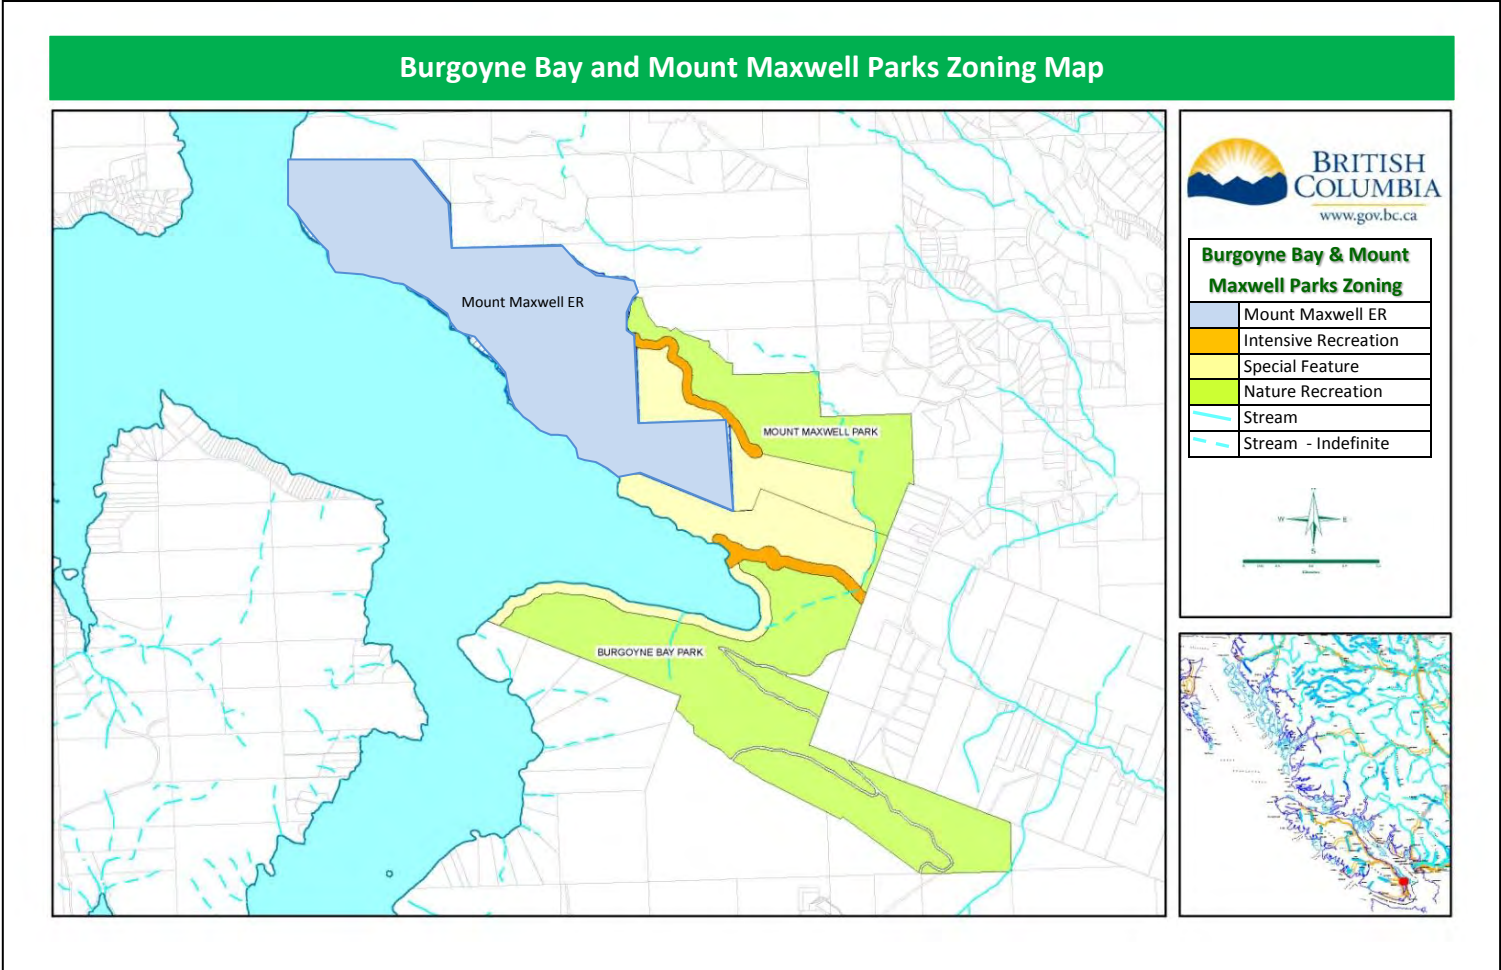 Burgoyne Bay and Mount Maxwell Parks Zoning Map
Mount Maxwell ER
MOUNT MAXWELL PARK
BURGOYNE BAY PARK
BRITISH
COLUMBIA
www.gov.bc.ca
Burgoyne Bay & Mount
Maxwell Parks Zoning
Mount Maxwell ER
Intensive Recreation
Special Feature
Nature Recreation
Stream
Stream - Indefinite
W
E
S